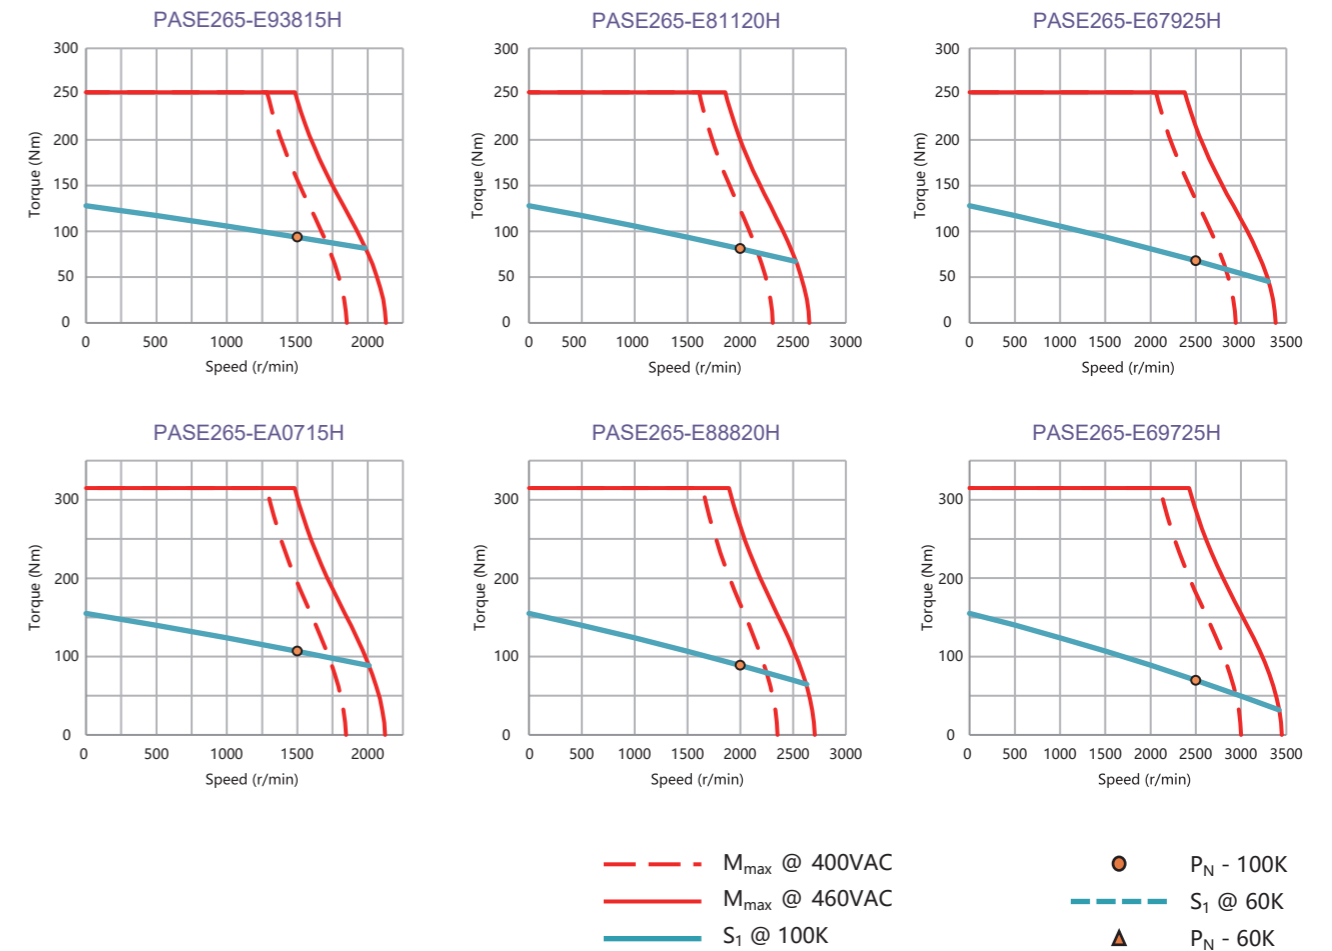 PASE265-E93815H
300
250
200
150
100
50
0
Torque (Nm)
0 500 1000 1500 2000
Speed (r/min)
PASE265-E81120H
300
250
200
150
100
50
0
Torque (Nm)
0 500 1000 1500 2000 2500 3000
Speed (r/min)
PASE265-E67925H
300
250
200
150
100
50
0
Torque (Nm)
0 500 1000 1500 2000 2500 3000 3500
Speed (r/min)
PASE265-EA0715H
300
200
100
0
Torque (Nm)
0 500 1000 1500 2000
Speed (r/min)
PASE265-E88820H
300
200
100
0
Torque (Nm)
0 500 1000 1500 2000 2500 3000
Speed (r/min)
PASE265-E69725H
300
200
100
0
Torque (Nm)
0 500 1000 1500 2000 2500 3000 3500
Speed (r/min)
Mmax @ 400VAC
Mmax @ 460VAC
S1 @ 100K
PN - 100K
S1 @ 60K
PN - 60K